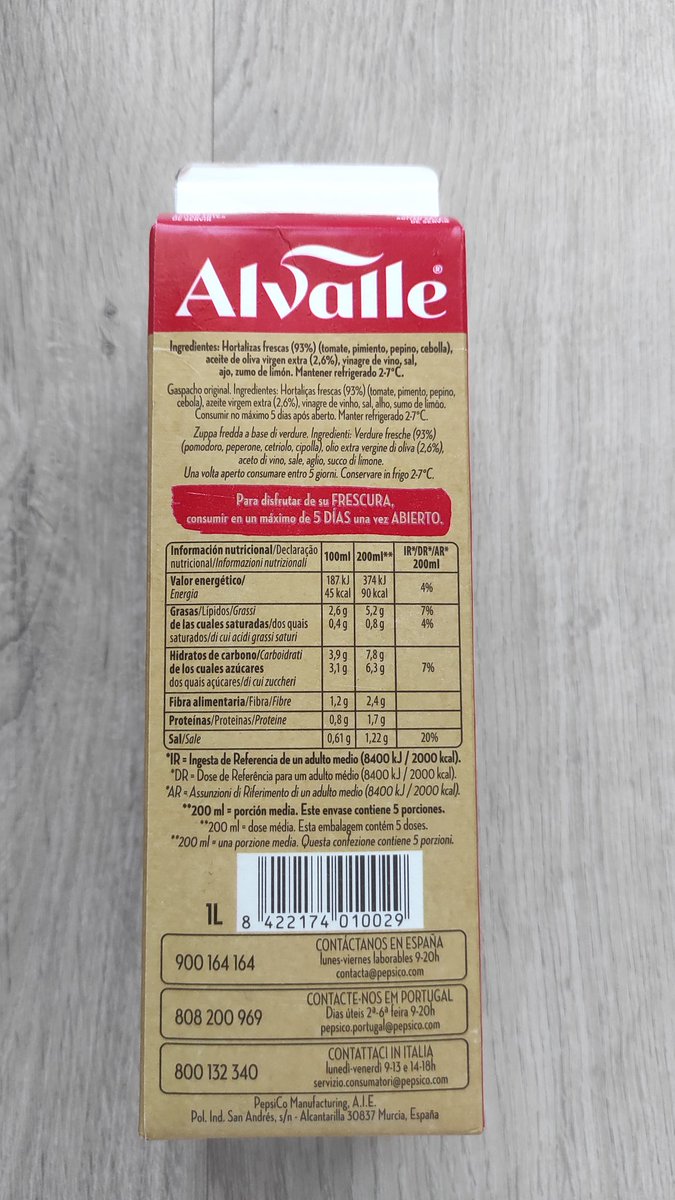 DE SERVIR
DE SERVIR
Alvalle®
Ingredientes: Hortalizas frescas (93%) (tomate, pimiento, pepino, cebolla),
aceite de oliva virgen extra (2,6%), vinagre de vino, sal,
ajo, zumo de limón. Mantener refrigerado 2-7°C.
Gaspacho original. Ingredientes: Hortaliças frescas (93%) (tomate, pimento, pepino,
cebola), azeite virgem extra (2,6%), vinagre de vinho, sal, alho, sumo de limão.
Consumir no máximo 5 dias após aberto. Manter refrigerado 2-7°C.
Zuppa fredda a base di verdure. Ingredienti: Verdure fresche (93%)
(pomodoro, peperone, cetriolo, cipolla), olio extra vergine di oliva (2,6%),
aceto di vino, sale, aglio, succo di limone.
Una volta aperto consumare entro 5 giorni. Conservare in frigo 2-7°C.
Para disfrutar de su FRESCURA,
consumir en un máximo de 5 DÍAS una vez ABIERTO.
Información nutricional/Declaração nutricional/Informazioni nutrizionali 100ml 200ml** IR*/DR*/AR* 200ml
Valor energético/ 187 kJ 374 kJ 4%
Energia 45 kcal 90 kcal
Grasas/Lípidos/Grassi 2,6 g 5,2 g 7%
de las cuales saturadas/dos quais 0,4 g 0,8 g 4%
saturados/di cui acidi grassi saturi
Hidratos de carbono/Carboidrati 3,9 g 7,8 g
de los cuales azúcares 3,1 g 6,3 g 7%
dos quais açúcares/di cui zuccheri
Fibra alimentaria/Fibra/Fibre 1,2 g 2,4 g
Proteínas/Proteinas/Proteine 0,8 g 1,7 g
Sal/Sale 0,61 g 1,22 g 20%
*IR = Ingesta de Referencia de un adulto medio (8400 kJ / 2000 kcal).
*DR = Dose de Referência para um adulto médio (8400 kJ / 2000 kcal).
*AR = Assunzioni di Riferimento di un adulto medio (8400 kJ / 2000 kcal).
**200 ml = porción media. Este envase contiene 5 porciones.
**200 ml = dose média. Esta embalagem contém 5 doses.
**200 ml = una porzione media. Questa confezione contiene 5 porzioni.
1L
8 422174 010029
900 164 164
CONTÁCTANOS EN ESPAÑA
lunes-viernes laborables 9-20h
contacta@pepsico.com
808 200 969
CONTACTE-NOS EM PORTUGAL
Dias úteis 2ª-6ª feira 9-20h
pepsico.portugal@pepsico.com
800 132 340
CONTATTACI IN ITALIA
lunedì-venerdì 9-13 e 14-18h
servizio.consumatori@pepsico.com
PepsiCo Manufacturing, A.I.E.
Pol. Ind. San Andrés, s/n - Alcantarilla 30837 Murcia, España